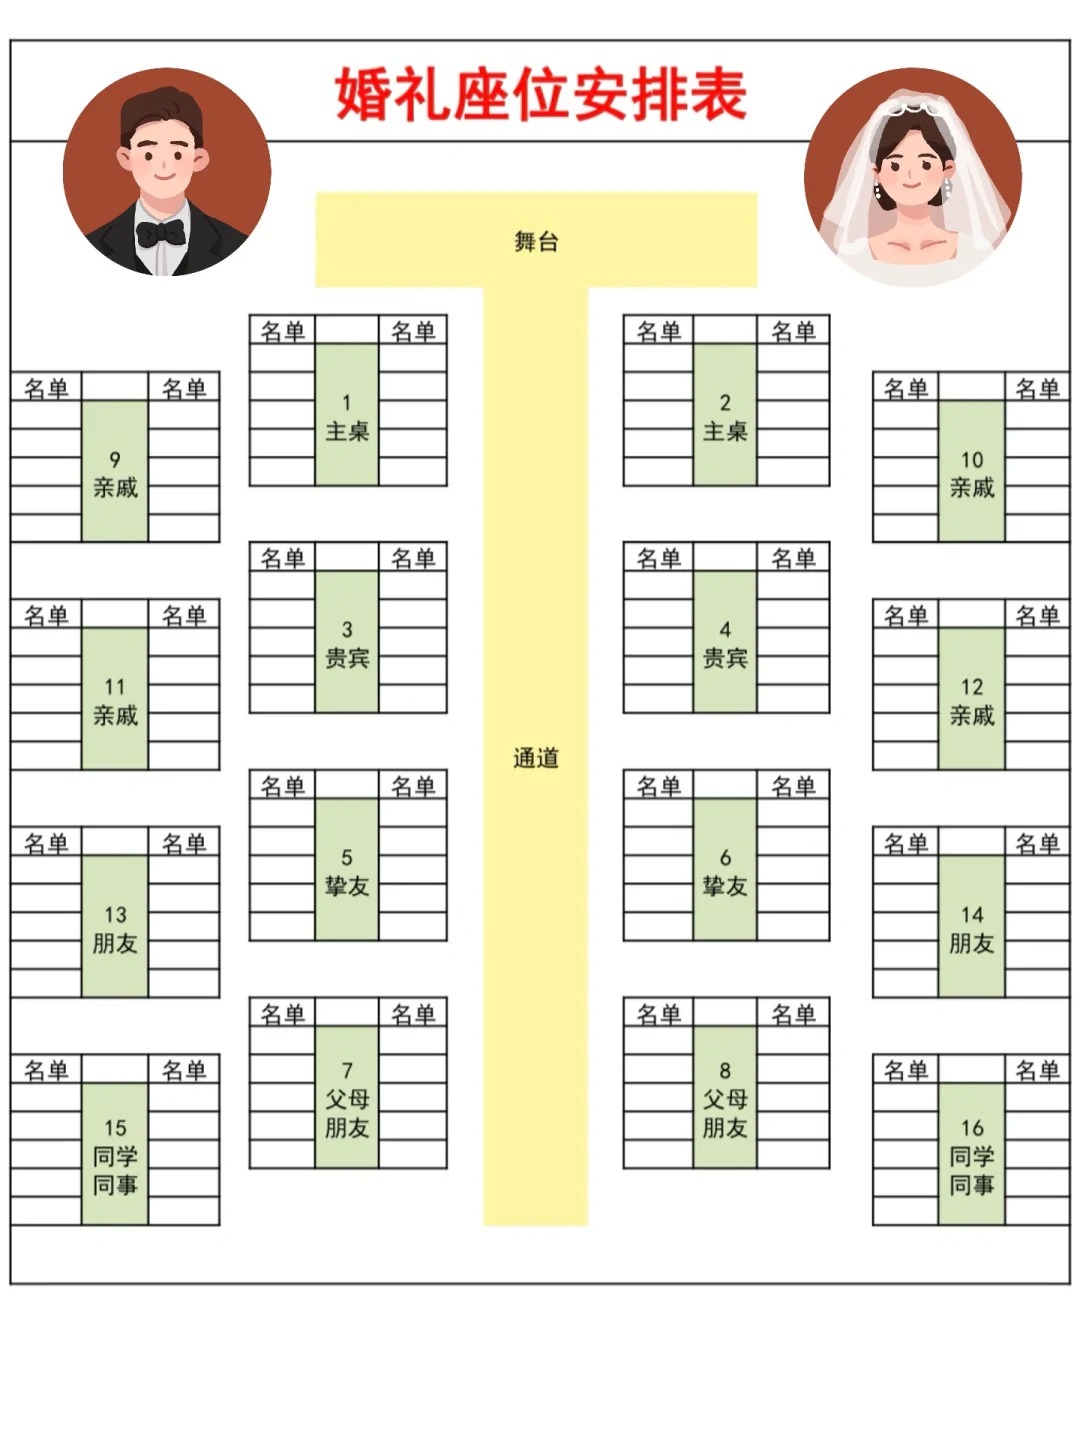 婚礼座位安排表
舞台
名单 名单 名单 名单
1
主桌
2
主桌
名单 名单 名单 名单
9
亲戚
10
亲戚
名单 名单 名单 名单
3
贵宾
4
贵宾
名单 名单 名单 名单
11
亲戚
12
亲戚
通道
名单 名单 名单 名单
5
挚友
6
挚友
名单 名单 名单 名单
13
朋友
14
朋友
名单 名单 名单 名单
7
父母
朋友
8
父母
朋友
名单 名单 名单 名单
15
同学
同事
16
同学
同事